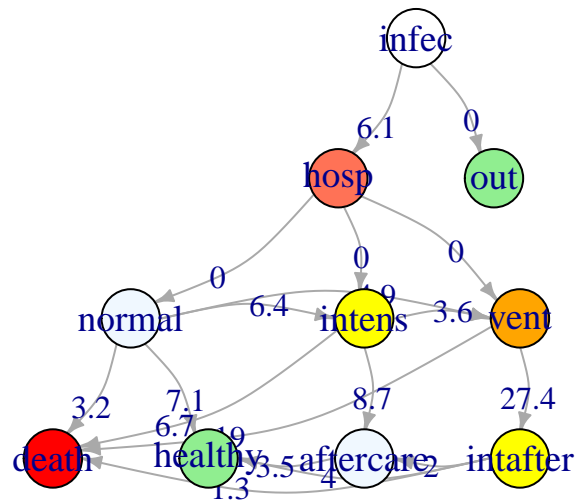 infec
6.1
0
hosp
out
0
0
0
normal
6.4
intens
3.6
vent
3.2
7.1
6.7
8.7
27.4
death
healthy
3.5
4
aftercare
2
intafter
1.3